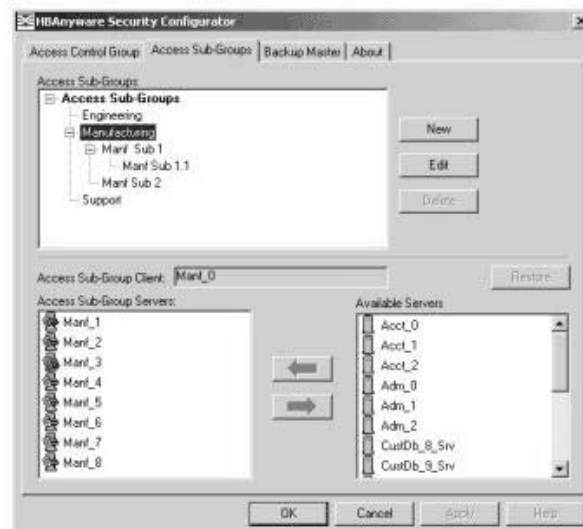 HBAnyware Security Configurator
Access Control Group
Access Sub-Groups
Backup Master
About
Access Sub-Groups:
Access Sub-Groups
Engineering
Manufacturing
Manf Sub 1
Manf Sub 1.1
Manf Sub 2
Support
New
Edit
Delete
Access Sub-Group Client: Manf_0
Restore
Access Sub-Group Servers:
Manf_1
Manf_2
Manf_3
Manf_4
Manf_5
Manf_6
Manf_7
Manf_8
Available Servers
Acct_0
Acct_1
Acct_2
Adm_0
Adm_1
Adm_2
CustDb_8_Srv
CustDb_9_Srv
OK
Cancel
Apply
Help